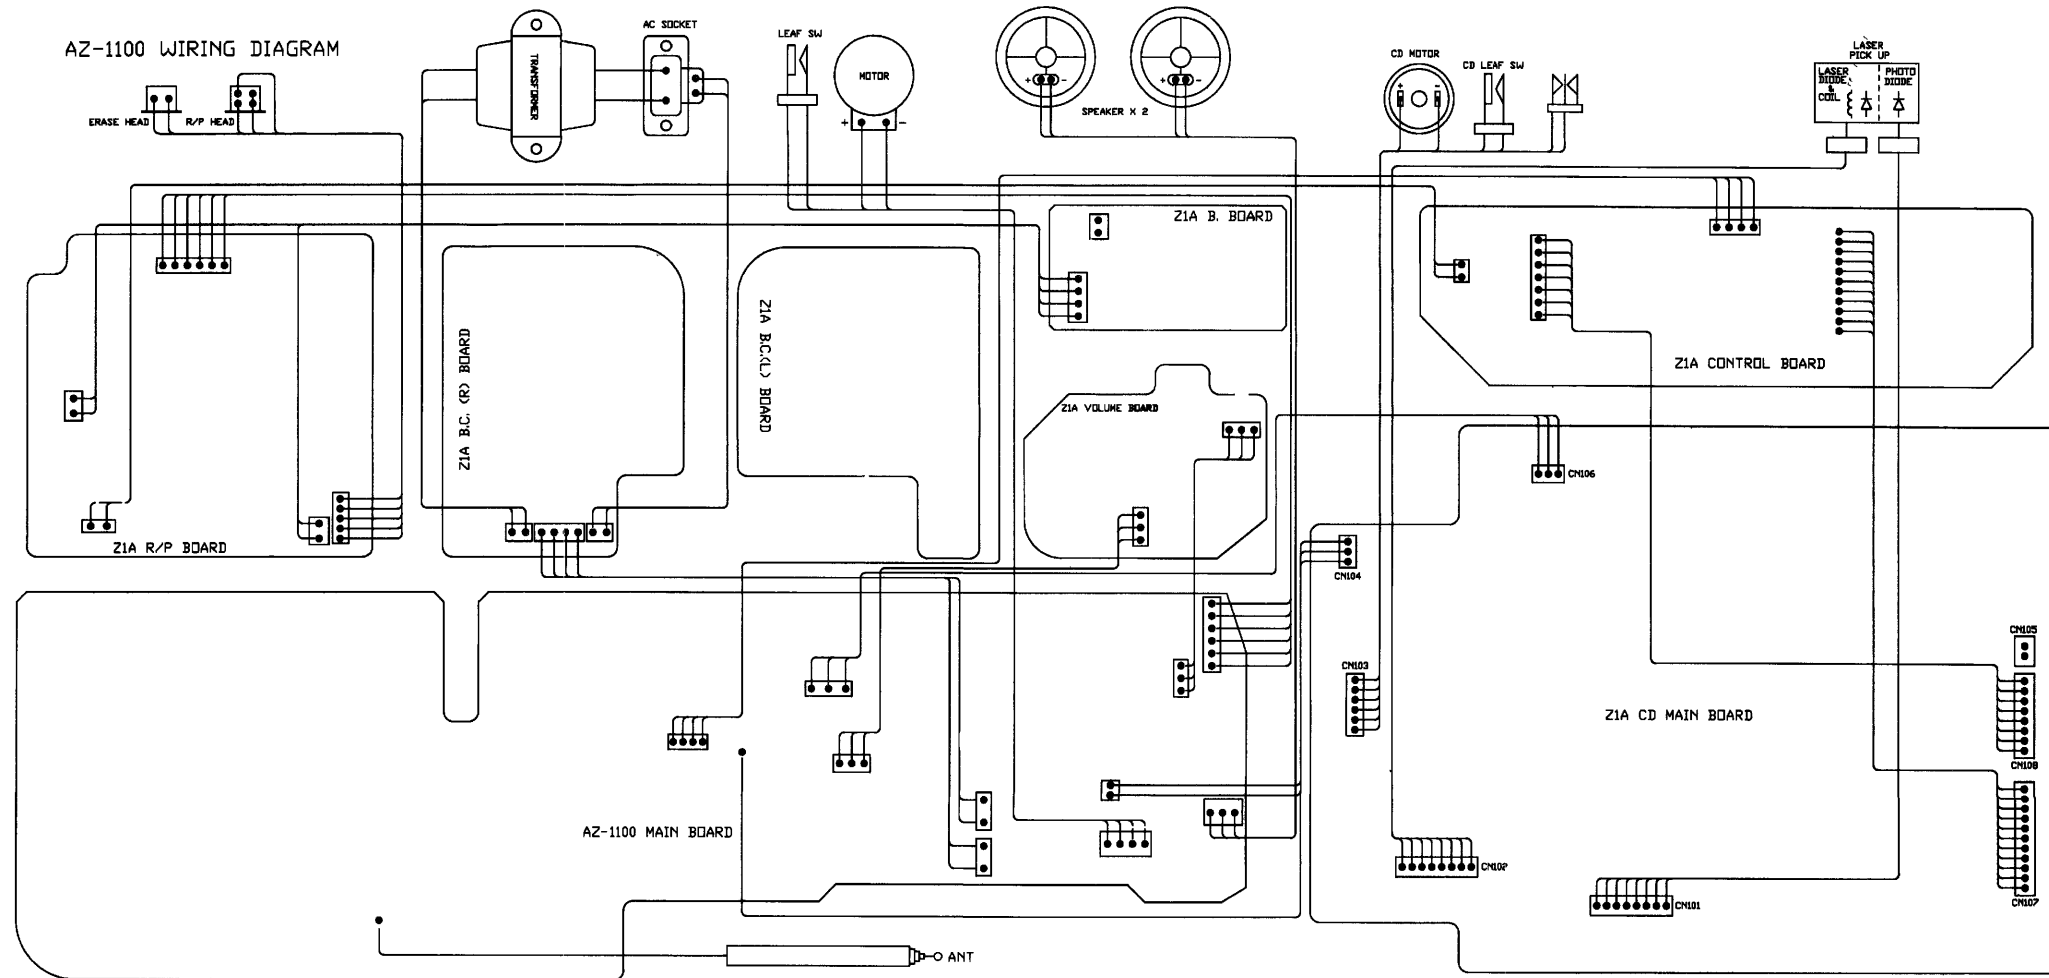 AZ-1100 WIRING DIAGRAM
ERASE HEAD
R/P HEAD
TRANSFORMER
AC SOCKET
LEAF SW
MOTOR
+
-
+
-
+
-
SPEAKER X 2
CD MOTOR
+
-
CD LEAF SW
LASER
PICK UP
LASER
DIODE
&
COIL
PHOTO
DIODE
Z1A B. BOARD
Z1A CONTROL BOARD
Z1A B.C. (R) BOARD
Z1A B.C.(L) BOARD
Z1A VOLUME BOARD
Z1A R/P BOARD
CN106
CN104
CN105
CN103
Z1A CD MAIN BOARD
CN108
AZ-1100 MAIN BOARD
CN102
CN101
CN107
ANT